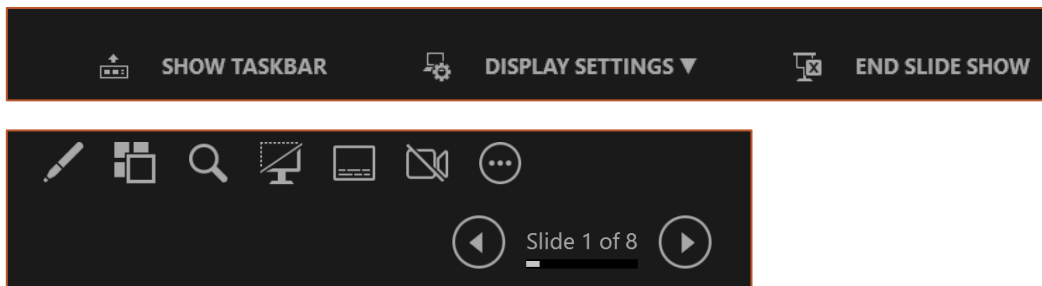 SHOW TASKBAR DISPLAY SETTINGS ▼ END SLIDE SHOW
Slide 1 of 8